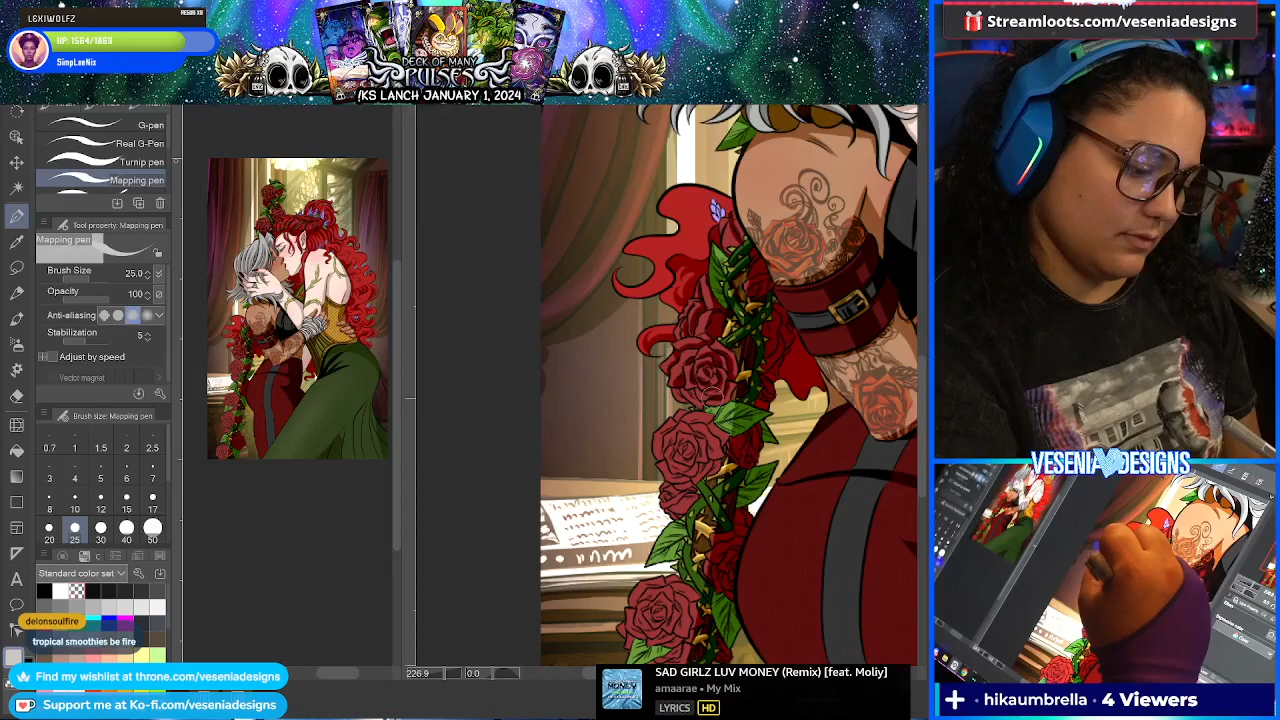 LEXIWOLFZ
HP: 1564/1869
SimpLeeNix
DECK OF MANY
PULSES
!KS LANCH JANUARY 1, 2024
Streamloots.com/veseniadesigns
G-pen
Real G-Pen
Turnip pen
Mapping pen
Tool property: Mapping pen
Mapping pen
Brush Size 25.0
Opacity 100
Anti-aliasing
Stabilization 5
Adjust by speed
Vector magnet
Brush size: Mapping pen
0.7 1 1.5 2 2.5
3 4 5 6 7
8 10 12 15 17
20 25 30 40 50
Standard color set
deionsoulfire
tropical smoothies be fire
Find my wishlist at throne.com/veseniadesigns
Support me at Ko-fi.com/veseniadesigns
226.9 0.0
SAD GIRLZ LUV MONEY (Remix) [feat. Moliy]
amaarae • My Mix
LYRICS HD
VESENIA DESIGNS
hikaumbrella 4 Viewers